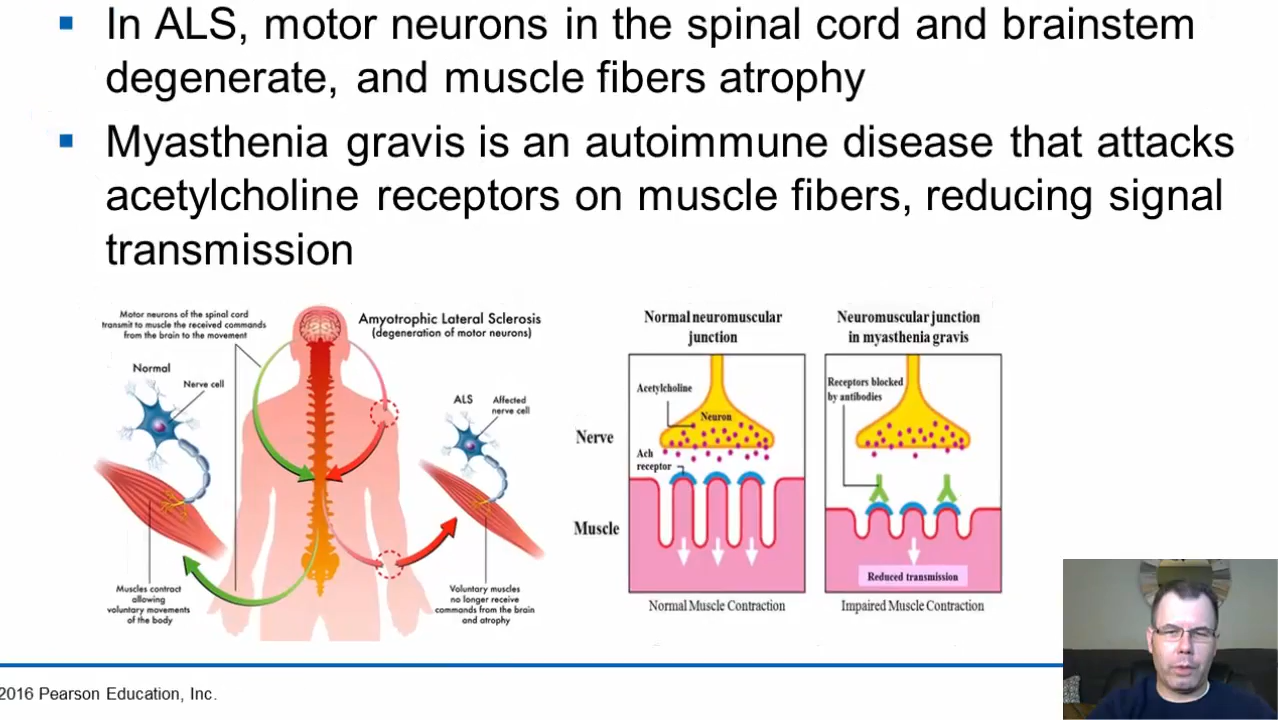 In ALS, motor neurons in the spinal cord and brainstem
degenerate, and muscle fibers atrophy
Myasthenia gravis is an autoimmune disease that attacks
acetylcholine receptors on muscle fibers, reducing signal
transmission
Motor neurons of the spinal cord
transmit to muscle the received commands
from the brain to the movement
Amyotrophic Lateral Sclerosis
(degeneration of motor neurons)
Normal
Nerve cell
ALS
Affected
nerve cell
Muscles contract
allowing
voluntary movements
of the body
Voluntary muscles
no longer receive
commands from the brain
and atrophy
Normal neuromuscular
junction
Neuromuscular junction
in myasthenia gravis
Acetylcholine
Neuron
Receptors blocked
by antibodies
Nerve
Ach
receptor
Muscle
Reduced transmission
Normal Muscle Contraction
Impaired Muscle Contraction
2016 Pearson Education, Inc.